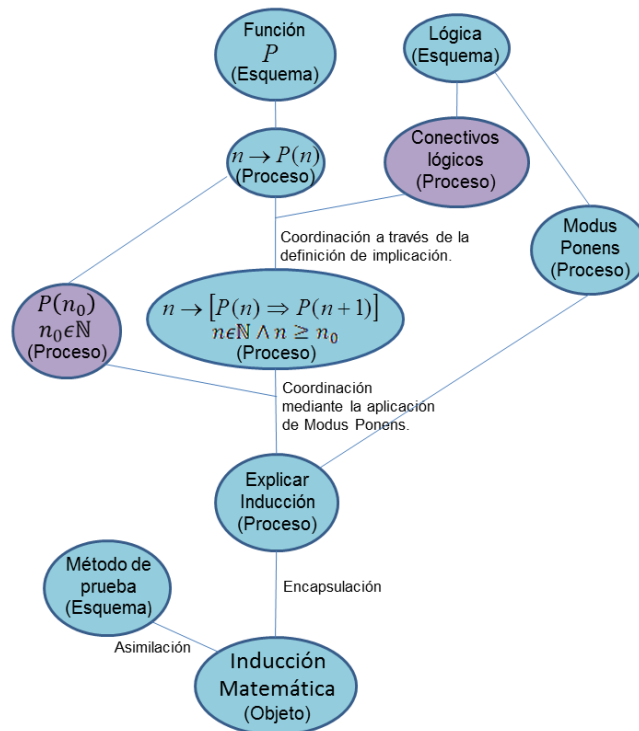 Función
P
(Esquema)
Lógica
(Esquema)
n → P(n)
(Proceso)
Conectivos
lógicos
(Proceso)
Modus
Ponens
(Proceso)
Coordinación a través de la
definición de implicación.
P(n₀)
n₀ϵℕ
(Proceso)
n → [P(n) ⇒ P(n+1)]
nϵℕ ∧ n ≥ n₀
(Proceso)
Coordinación
mediante la aplicación
de Modus Ponens.
Explicar
Inducción
(Proceso)
Método de
prueba
(Esquema)
Encapsulación
Asimilación
Inducción
Matemática
(Objeto)